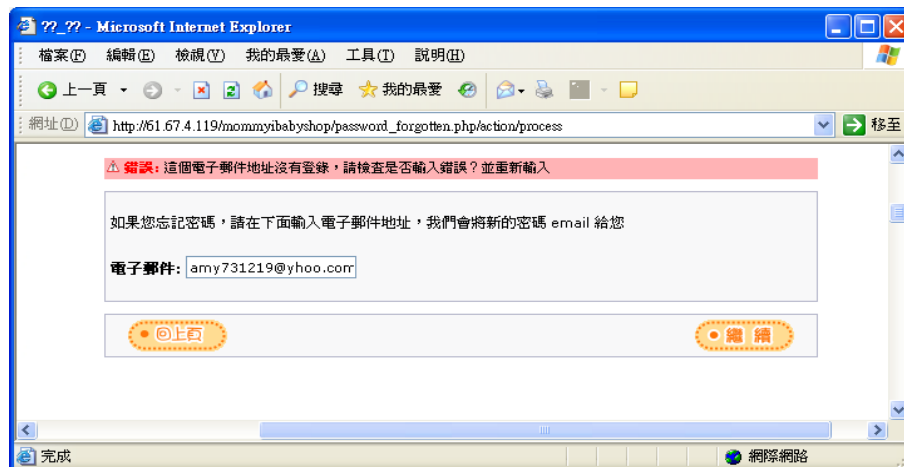 ??_?? - Microsoft Internet Explorer
檔案(F) 編輯(E) 檢視(V) 我的最愛(A) 工具(T) 說明(H)
上一頁 搜尋 我的最愛
網址(D) http://61.67.4.119/mommyibabyshop/password_forgotten.php/action/process 移至
錯誤: 這個電子郵件地址沒有登錄,請檢查是否輸入錯誤?並重新輸入
如果您忘記密碼,請在下面輸入電子郵件地址,我們會將新的密碼 email 給您
電子郵件: amy731219@yhoo.com
回上頁 繼 續
完成 網際網路